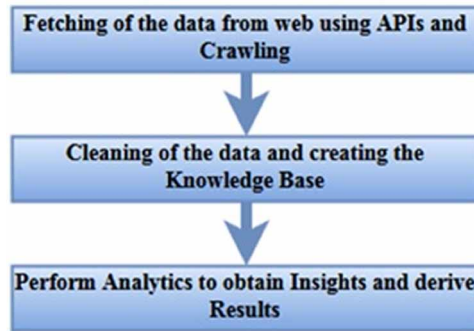 Fetching of the data from web using APIs and
Crawling
Cleaning of the data and creating the
Knowledge Base
Perform Analytics to obtain Insights and derive
Results